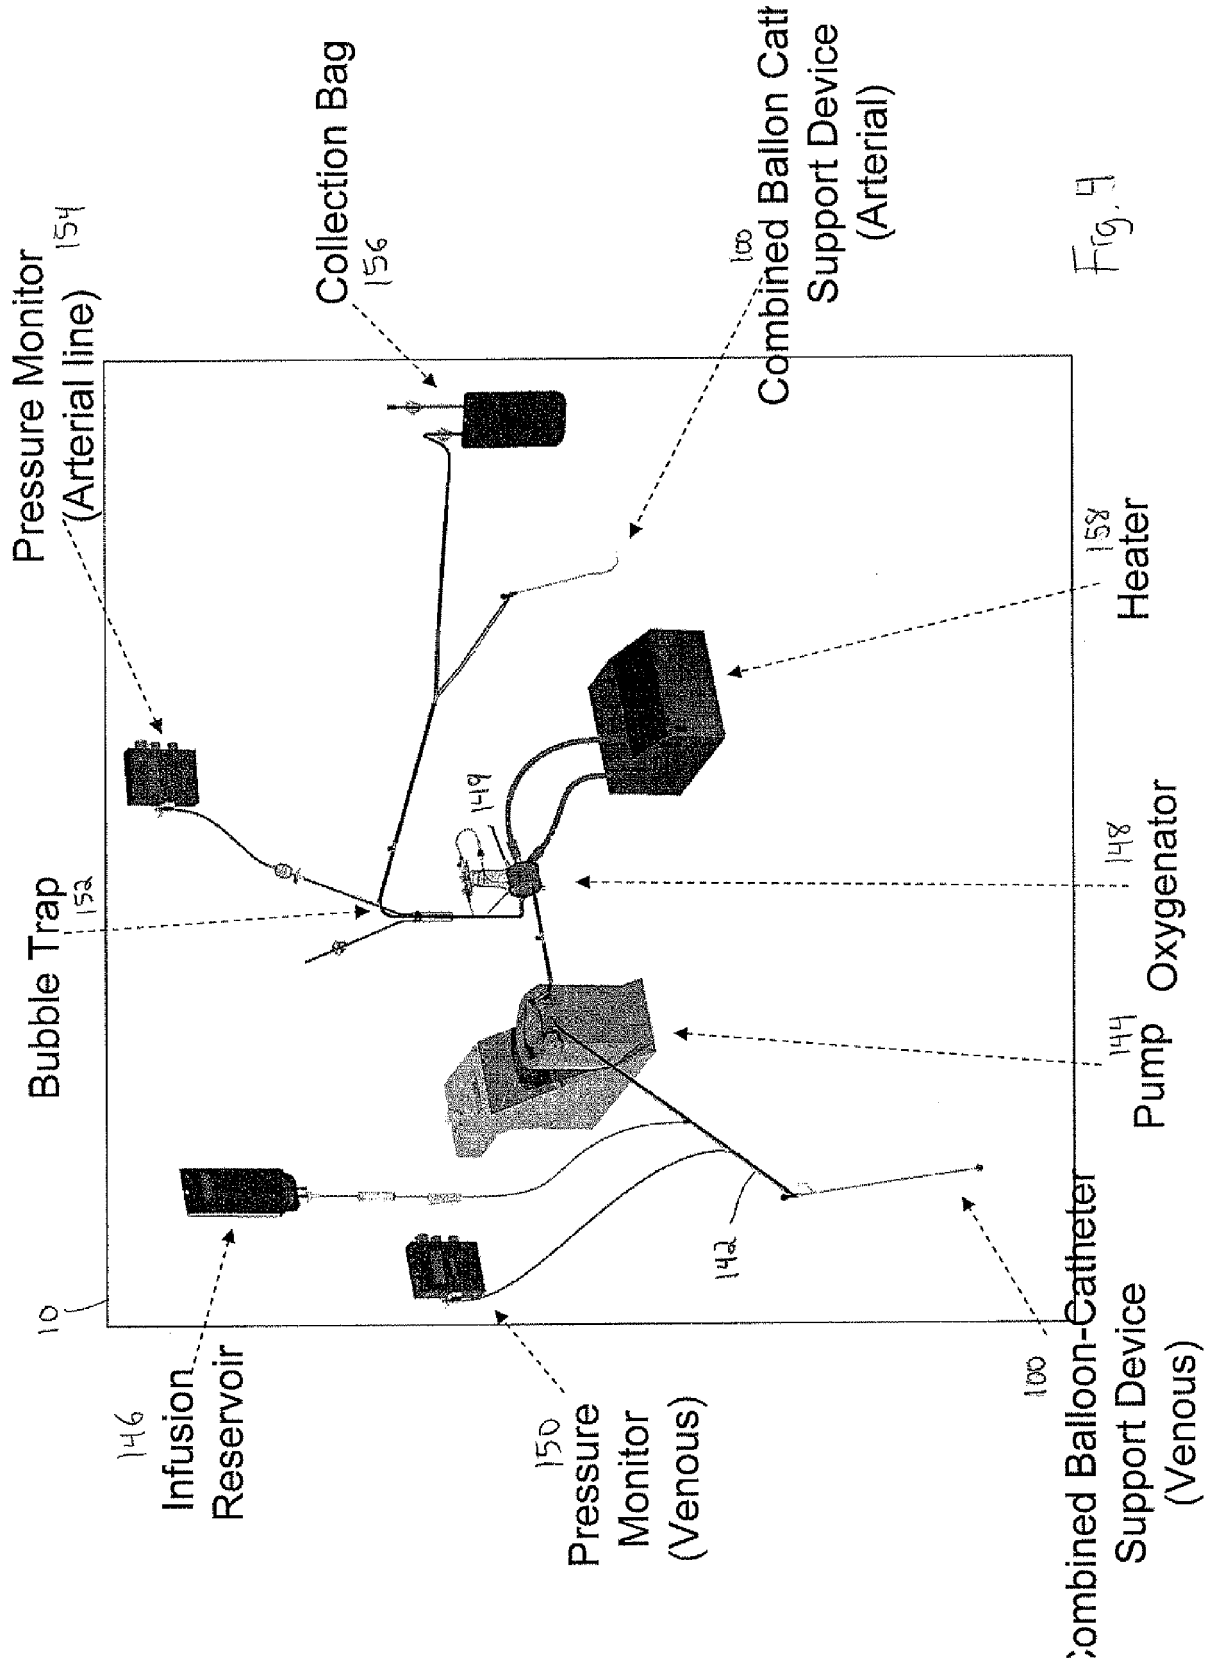 Pressure Monitor
(Arterial line) 154
Bubble Trap
152
Collection Bag
156
10
146
Infusion
Reservoir
149
100
Combined Ballon Cath
Support Device
(Arterial)
142
150
Pressure
Monitor
(Venous)
158
Heater
148
Oxygenator
144
Pump
100
Combined Balloon-Catheter
Support Device
(Venous)
Fig. 4